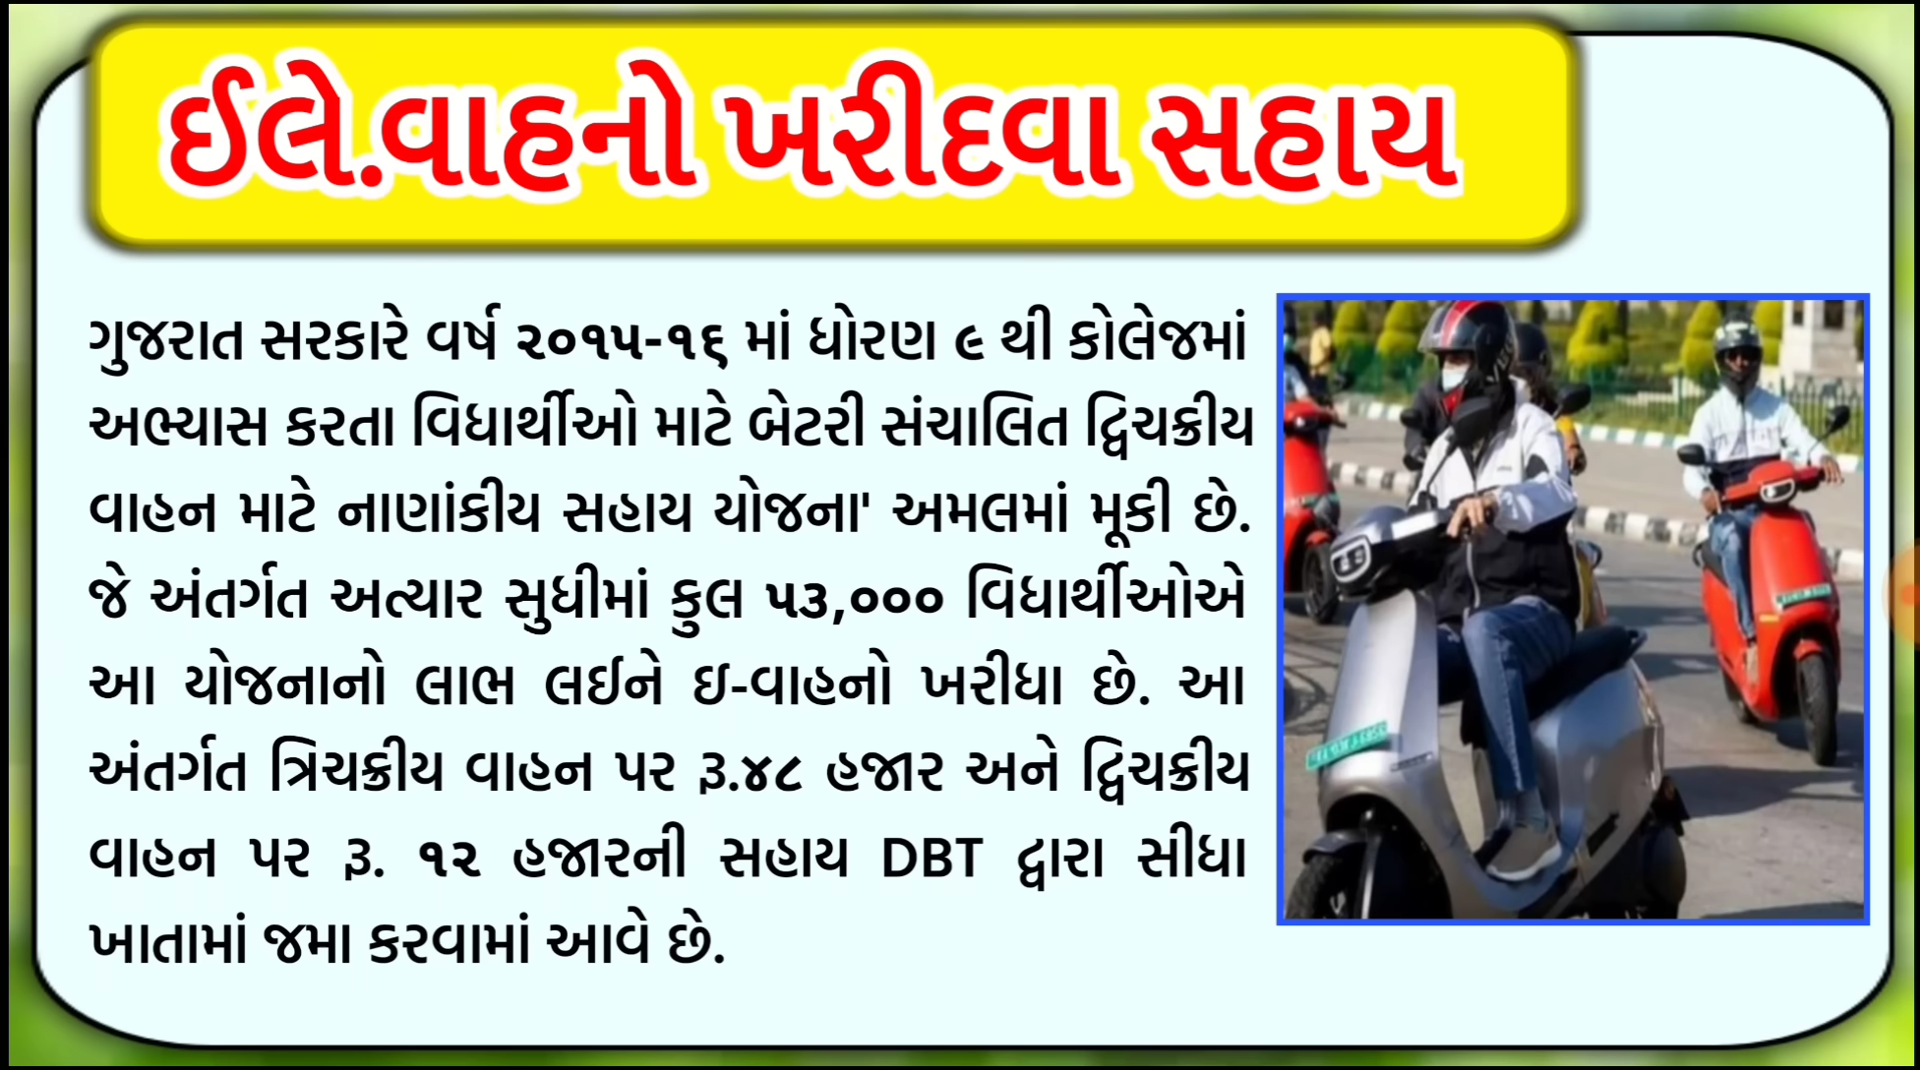 ઈલે.વાહનો ખરીદવા સહાય
ગુજરાત સરકારે વર્ષ ૨૦૧૫-૧૬ માં ધોરણ ૯ થી કોલેજમાં
અભ્યાસ કરતા વિધાર્થીઓ માટે બેટરી સંચાલિત દ્વિચક્રીય
વાહન માટે નાણાંકીય સહાય યોજના' અમલમાં મૂકી છે.
જે અંતર્ગત અત્યાર સુધીમાં કુલ ૫૩,૦૦૦ વિધાર્થીઓએ
આ યોજનાનો લાભ લઈને ઇ-વાહનો ખરીધા છે. આ
અંતર્ગત ત્રિચક્રીય વાહન પર રૂ.૪૮ હજાર અને દ્વિચક્રીય
વાહન પર રૂ. ૧૨ હજારની સહાય DBT દ્વારા સીધા
ખાતામાં જમા કરવામાં આવે છે.